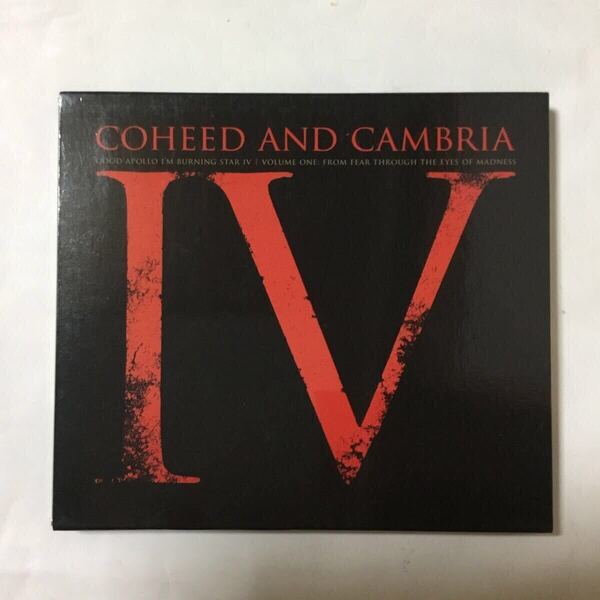 COHEED AND CAMBRIA
GOOD APOLLO I'M BURNING STAR IV | VOLUME ONE: FROM FEAR THROUGH THE EYES OF MADNESS
IV